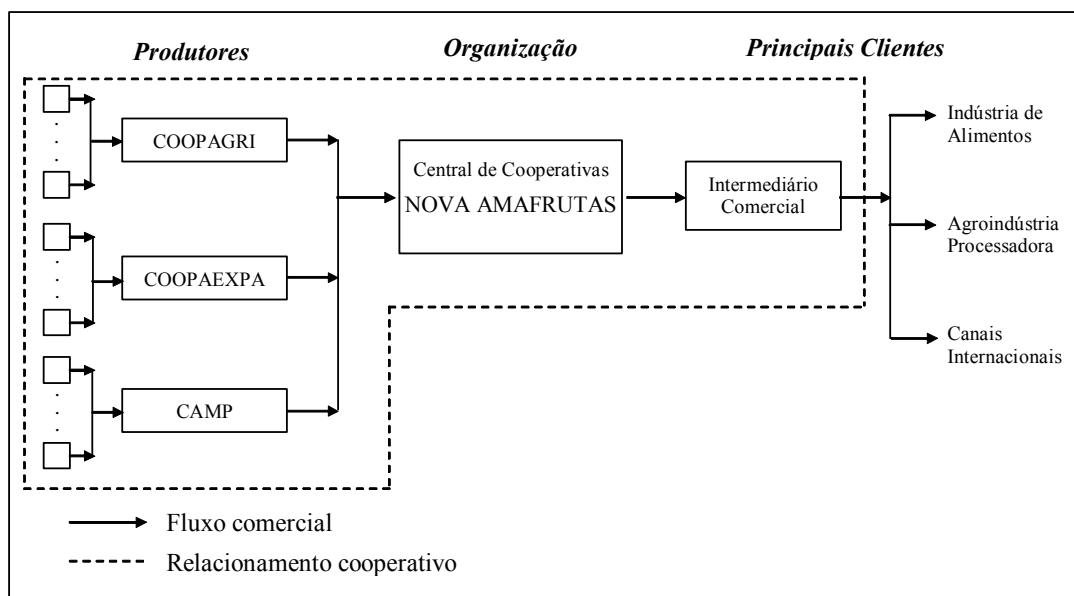 Produtores
Organização
Principais Clientes
COOPAGRI
COOPAEXPA
CAMP
Central de Cooperativas
NOVA AMAFRUTAS
Intermediário
Comercial
Indústria de
Alimentos
Agroindústria
Processadora
Canais
Internacionais
Fluxo comercial
Relacionamento cooperativo